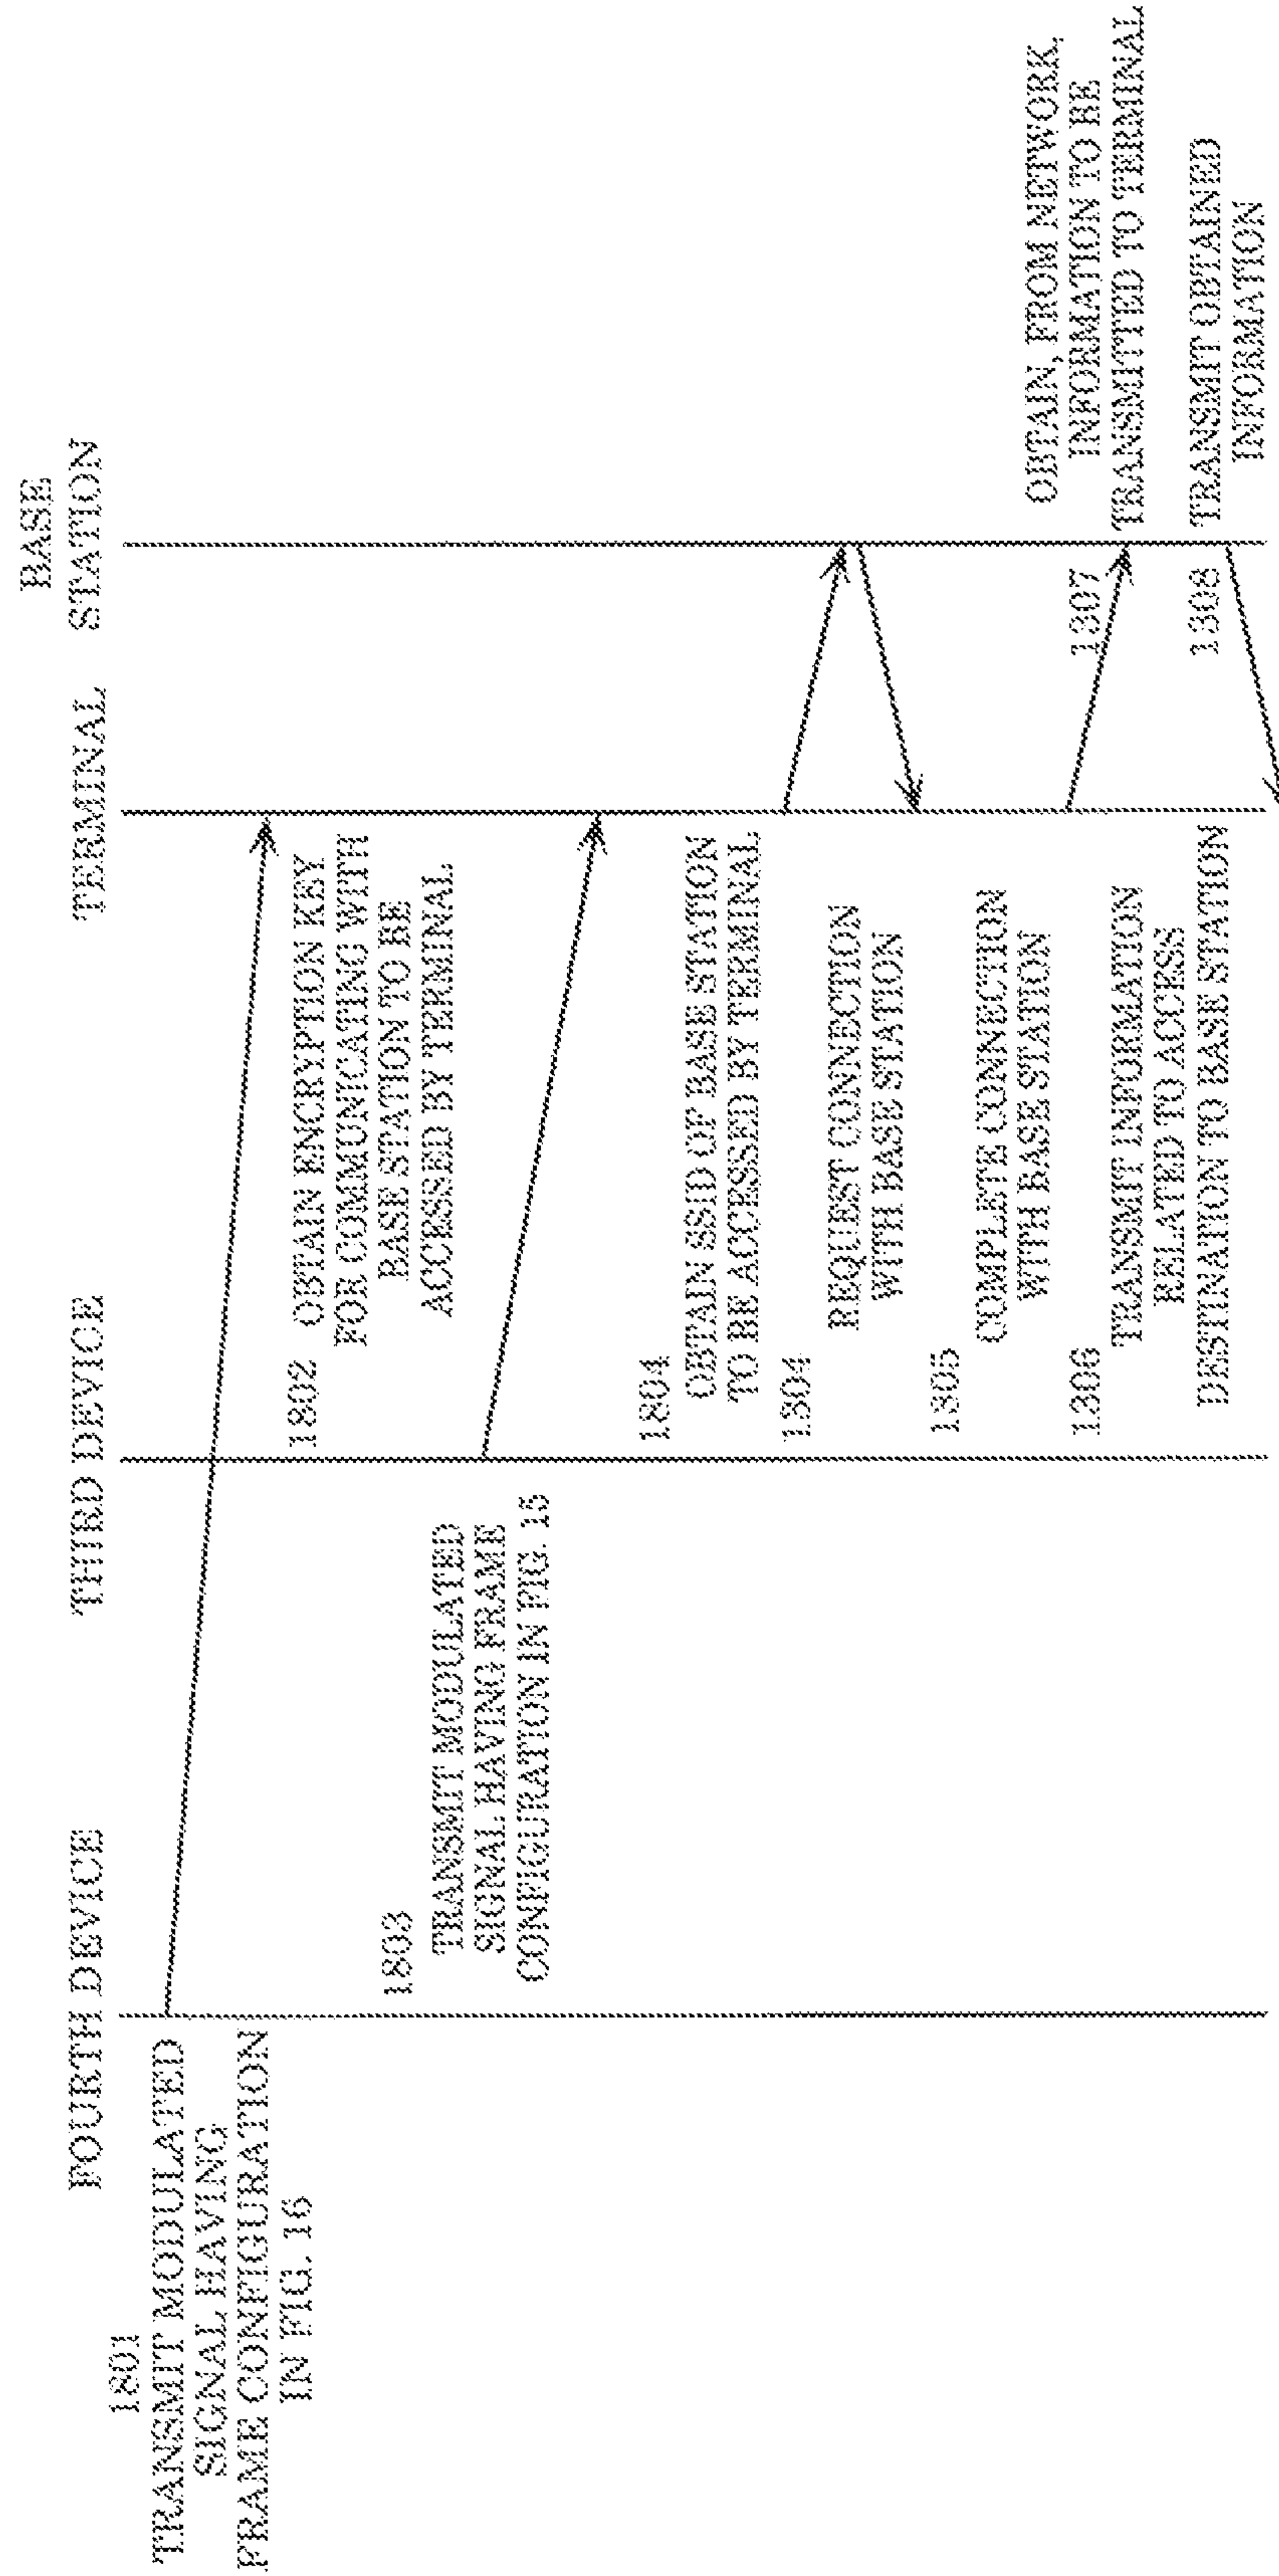 FOURTH DEVICE
THIRD DEVICE
TERMINAL
BASE
STATION
1801
TRANSMIT MODULATED
SIGNAL HAVING
FRAME CONFIGURATION
IN FIG. 16
1802
OBTAIN ENCRYPTION KEY
FOR COMMUNICATING WITH
BASE STATION TO BE
ACCESSED BY TERMINAL
1803
TRANSMIT MODULATED
SIGNAL HAVING FRAME
CONFIGURATION IN FIG. 15
1804
OBTAIN SSID OF BASE STATION
TO BE ACCESSED BY TERMINAL
1304
REQUEST CONNECTION
WITH BASE STATION
1305
COMPLETE CONNECTION
WITH BASE STATION
1306
TRANSMIT INFORMATION
RELATED TO ACCESS
DESTINATION TO BASE STATION
1307
OBTAIN, FROM NETWORK,
INFORMATION TO BE
TRANSMITTED TO TERMINAL
1308
TRANSMIT OBTAINED
INFORMATION